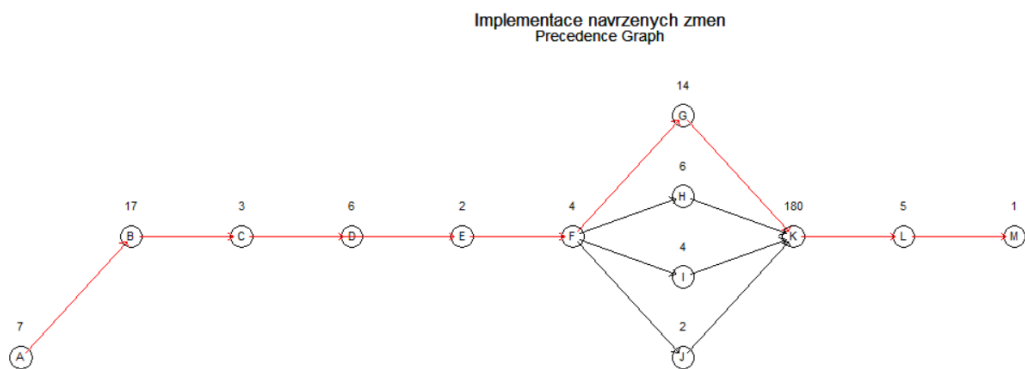 Implementace navrzenych zmen
Precedence Graph
14
G
6
H
17 3 6 2 4 180 5 1
B C D E F K L M
4
I
7 2
A J